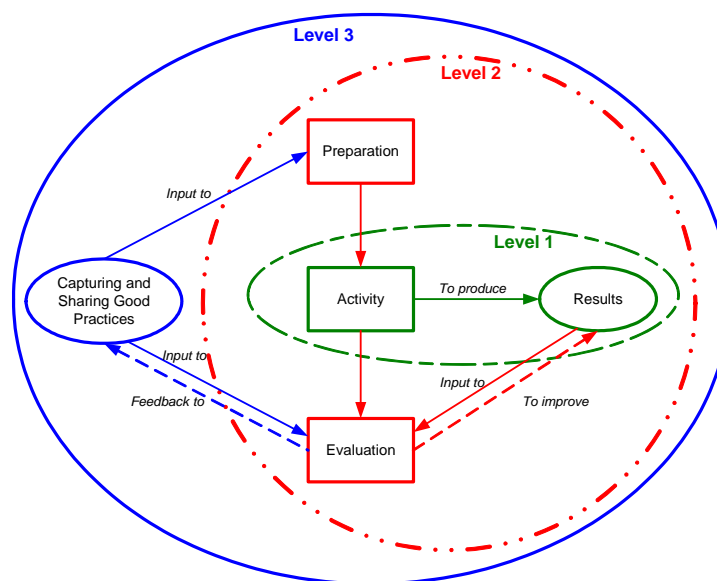 Level 3
Level 2
Preparation
Input to
Level 1
Capturing and
Sharing Good
Practices
Activity
To produce
Results
Input to
Input to
Feedback to
To improve
Evaluation